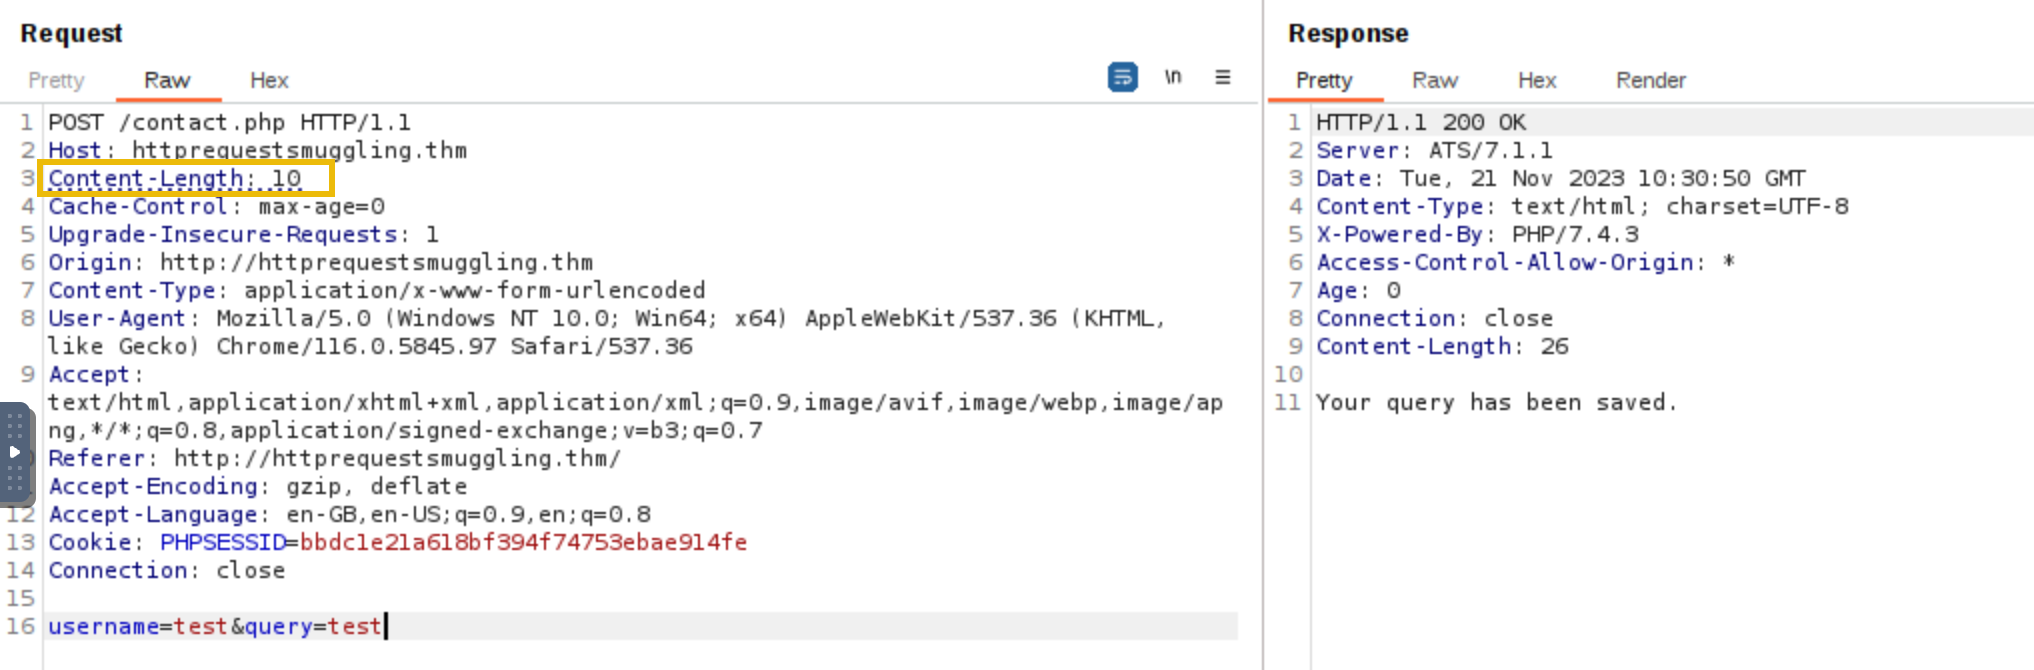 Request
Pretty Raw Hex \n
1 POST /contact.php HTTP/1.1
2 Host: httprequestsmuggling.thm
3 Content-Length: 10
4 Cache-Control: max-age=0
5 Upgrade-Insecure-Requests: 1
6 Origin: http://httprequestsmuggling.thm
7 Content-Type: application/x-www-form-urlencoded
8 User-Agent: Mozilla/5.0 (Windows NT 10.0; Win64; x64) AppleWebKit/537.36 (KHTML,
like Gecko) Chrome/116.0.5845.97 Safari/537.36
9 Accept:
text/html,application/xhtml+xml,application/xml;q=0.9,image/avif,image/webp,image/ap
ng,*/*;q=0.8,application/signed-exchange;v=b3;q=0.7
Referer: http://httprequestsmuggling.thm/
Accept-Encoding: gzip, deflate
12 Accept-Language: en-GB,en-US;q=0.9,en;q=0.8
13 Cookie: PHPSESSID=bbdc1e21a618bf394f74753ebae914fe
14 Connection: close
15
16 username=test&query=test
Response
Pretty Raw Hex Render
1 HTTP/1.1 200 OK
2 Server: ATS/7.1.1
3 Date: Tue, 21 Nov 2023 10:30:50 GMT
4 Content-Type: text/html; charset=UTF-8
5 X-Powered-By: PHP/7.4.3
6 Access-Control-Allow-Origin: *
7 Age: 0
8 Connection: close
9 Content-Length: 26
10
11 Your query has been saved.